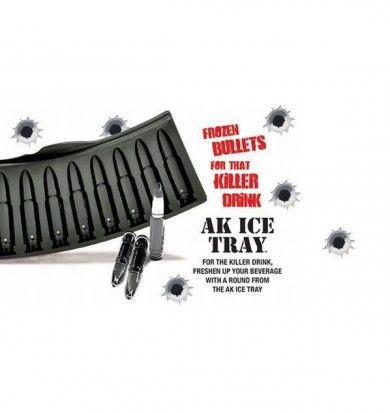 FROZEN
BULLETS
FOR THAT
KILLER
DRINK
AK ICE
TRAY
FOR THE KILLER DRINK,
FRESHEN UP YOUR BEVERAGE
WITH A ROUND FROM
THE AK ICE TRAY